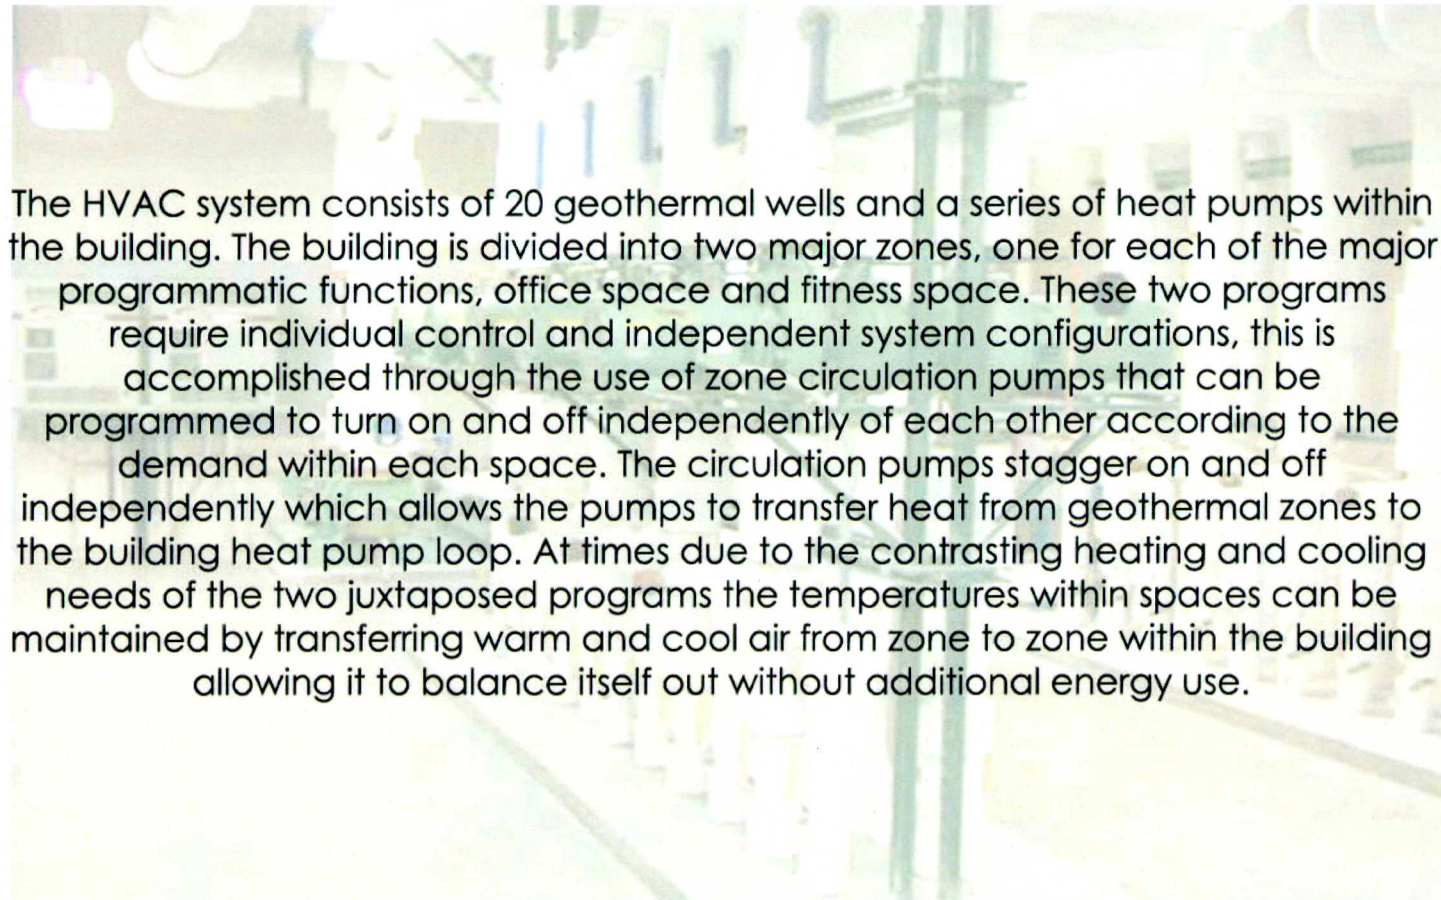 The HVAC system consists of 20 geothermal wells and a series of heat pumps within
the building. The building is divided into two major zones, one for each of the major
programmatic functions, office space and fitness space. These two programs
require individual control and independent system configurations, this is
accomplished through the use of zone circulation pumps that can be
programmed to turn on and off independently of each other according to the
demand within each space. The circulation pumps stagger on and off
independently which allows the pumps to transfer heat from geothermal zones to
the building heat pump loop. At times due to the contrasting heating and cooling
needs of the two juxtaposed programs the temperatures within spaces can be
maintained by transferring warm and cool air from zone to zone within the building
allowing it to balance itself out without additional energy use.